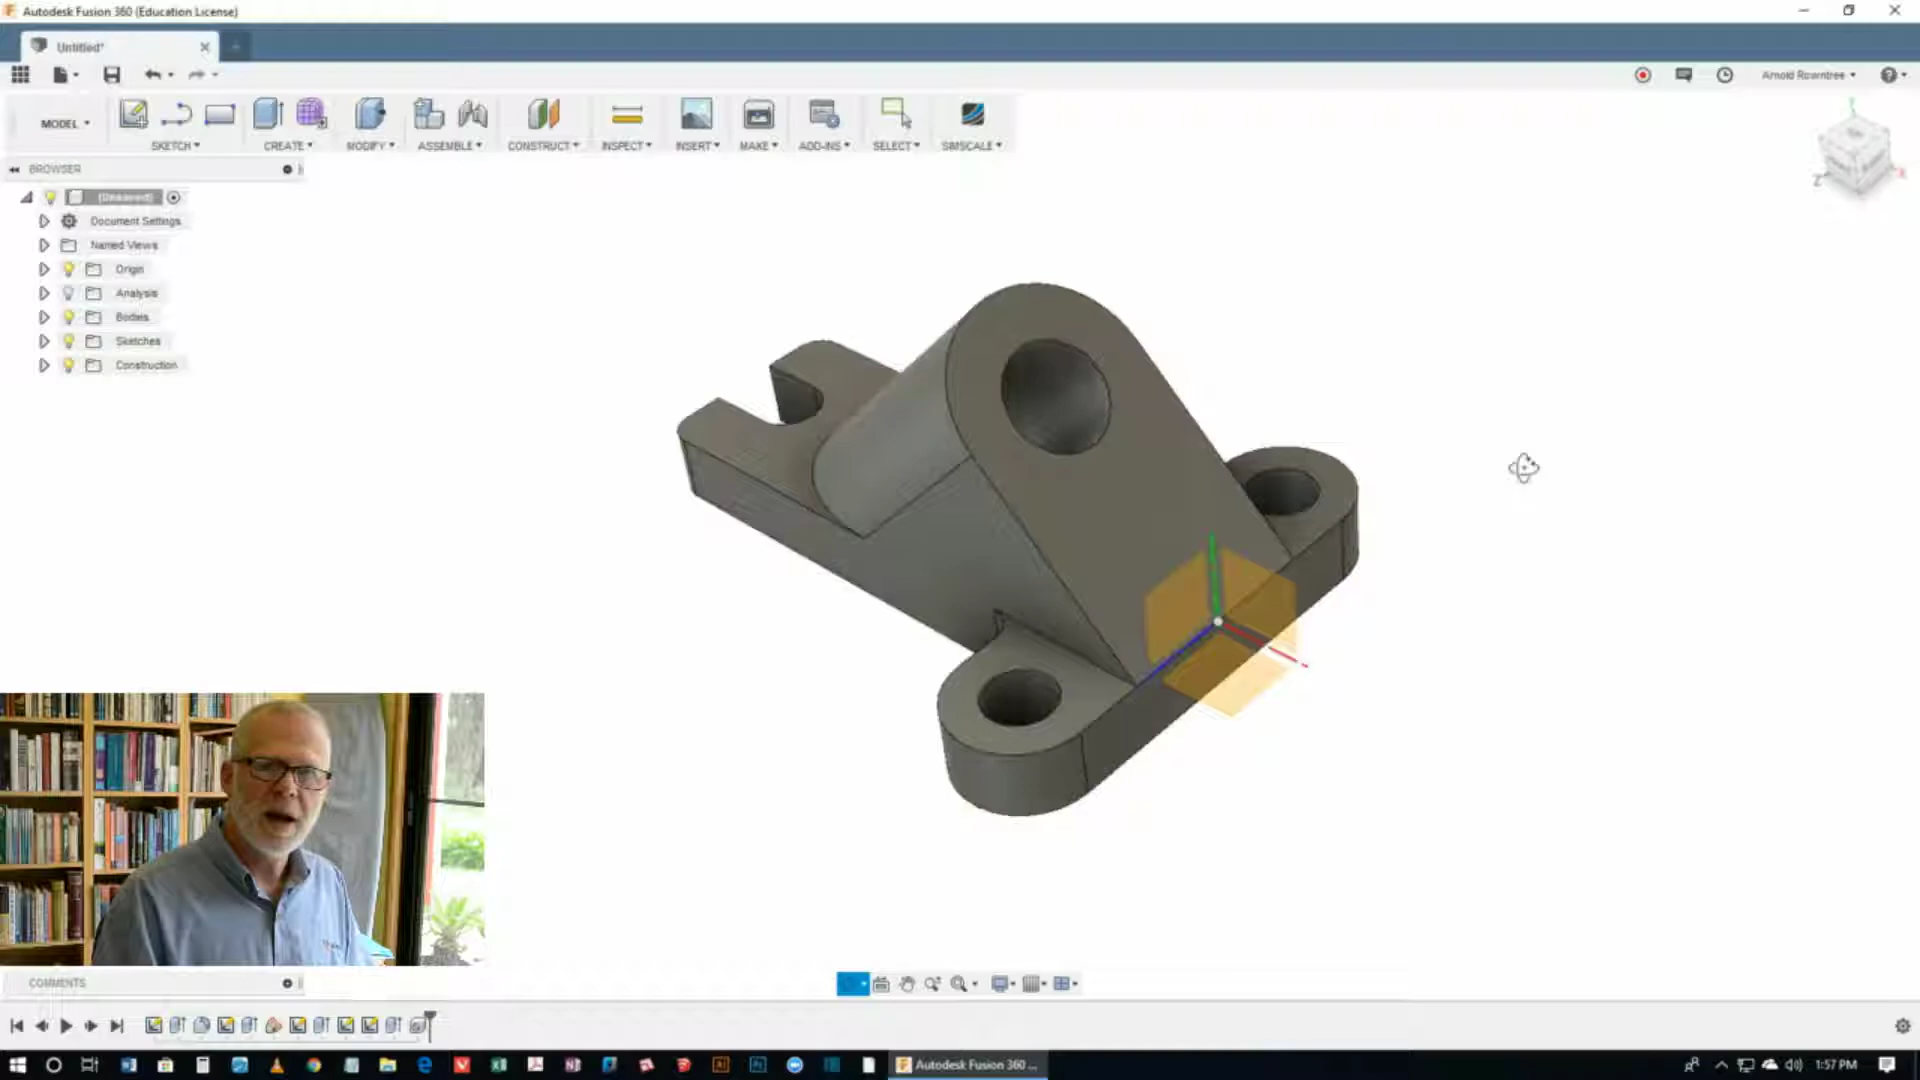 Autodesk Fusion 360 (Education License)
Untitled*
Arnold Rowntree
MODEL
SKETCH
CREATE
MODIFY
ASSEMBLE
CONSTRUCT
INSPECT
INSERT
MAKE
ADD-INS
SELECT
SIMSCALE
BROWSER
(Unsaved)
Document Settings
Named Views
Origin
Analysis
Bodies
Sketches
Construction
Y
Z
X
COMMENTS
Autodesk Fusion 360 ...
1:57 PM